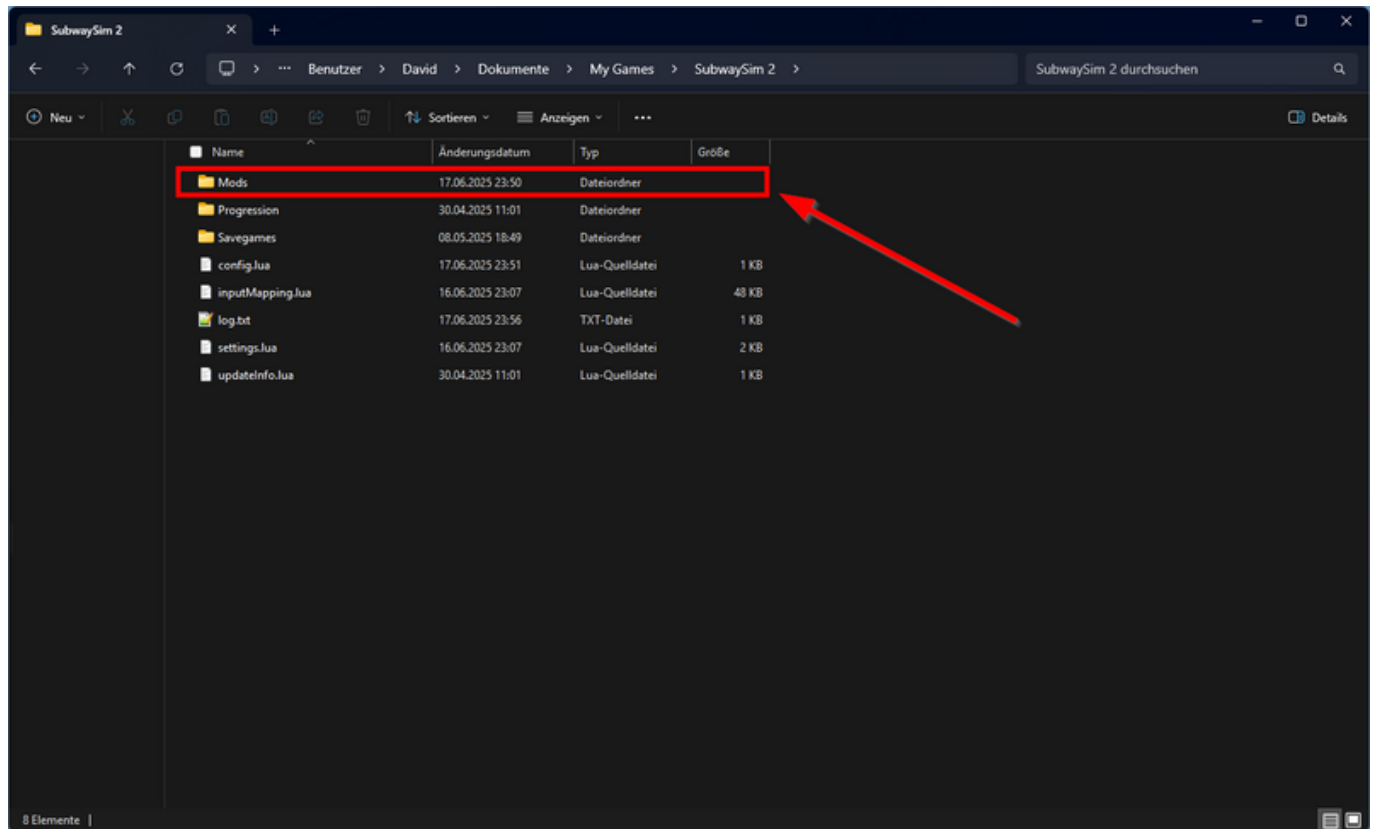 SubwaySim 2
Benutzer > David > Dokumente > My Games > SubwaySim 2 >
SubwaySim 2 durchsuchen
Neu
Sortieren
Anzeigen
Details
Name Änderungsdatum Typ Größe
Mods 17.06.2025 23:50 Dateiordner
Progression 30.04.2025 11:01 Dateiordner
Savegames 08.05.2025 18:49 Dateiordner
config.lua 17.06.2025 23:51 Lua-Quelldatei 1 KB
inputMapping.lua 16.06.2025 23:07 Lua-Quelldatei 48 KB
log.txt 17.06.2025 23:56 TXT-Datei 1 KB
settings.lua 16.06.2025 23:07 Lua-Quelldatei 2 KB
updateInfo.lua 30.04.2025 11:01 Lua-Quelldatei 1 KB
8 Elemente